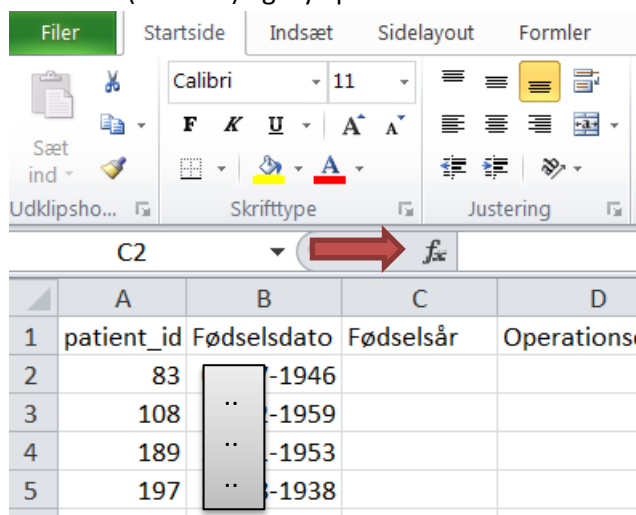 Filer Startside Indsæt Sidelayout Formler
Calibri 11
F K U A A
Sæt
ind
A
Udklipsho... Skrifttype Justering
C2 fx
A B C D
1 patient_id Fødselsdato Fødselsår Operations
2 83 -1946
3 108 -1959
4 189 -1953
5 197 -1938